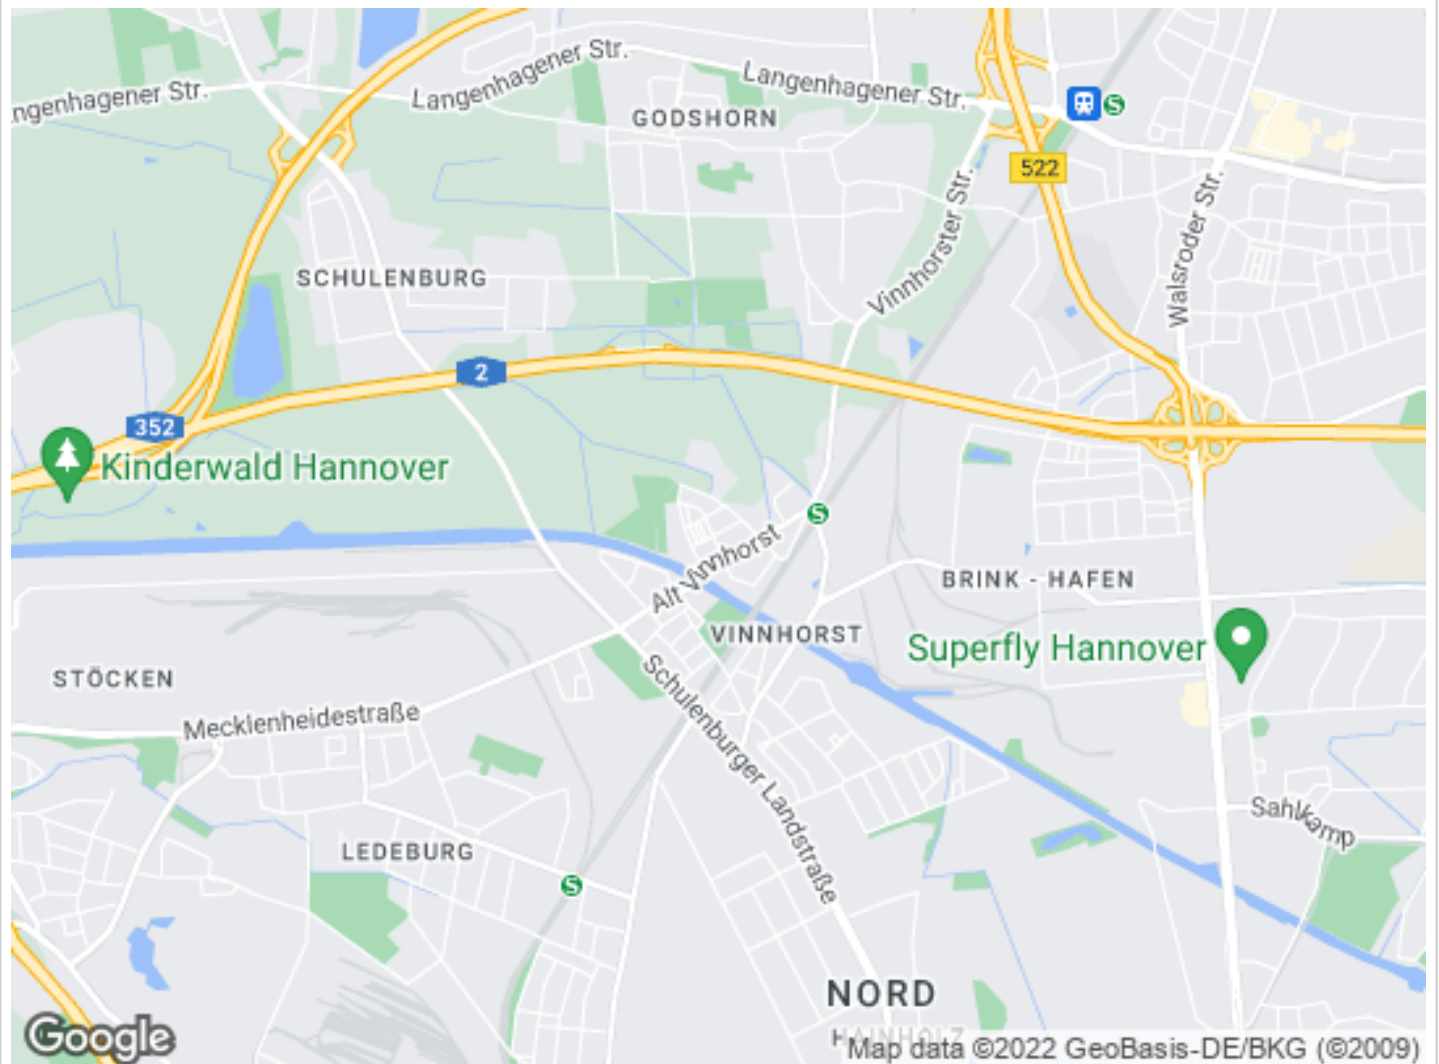 Langenhagener Str.
Langenhagener Str.
ngenhagener Str.
GODSHORN
S
522
Vinnhorster Str.
Walsroder Str.
SCHULENBURG
2
352
Kinderwald Hannover
S
Alt Vinnhorst
BRINK - HAFEN
VINNHORST
Superfly Hannover
STÖCKEN
Schulenburger Landstraße
Mecklenheidestraße
Sahlkamp
LEDEBURG
S
NORD
HAINHOLZ
Google
Map data ©2022 GeoBasis-DE/BKG (©2009)